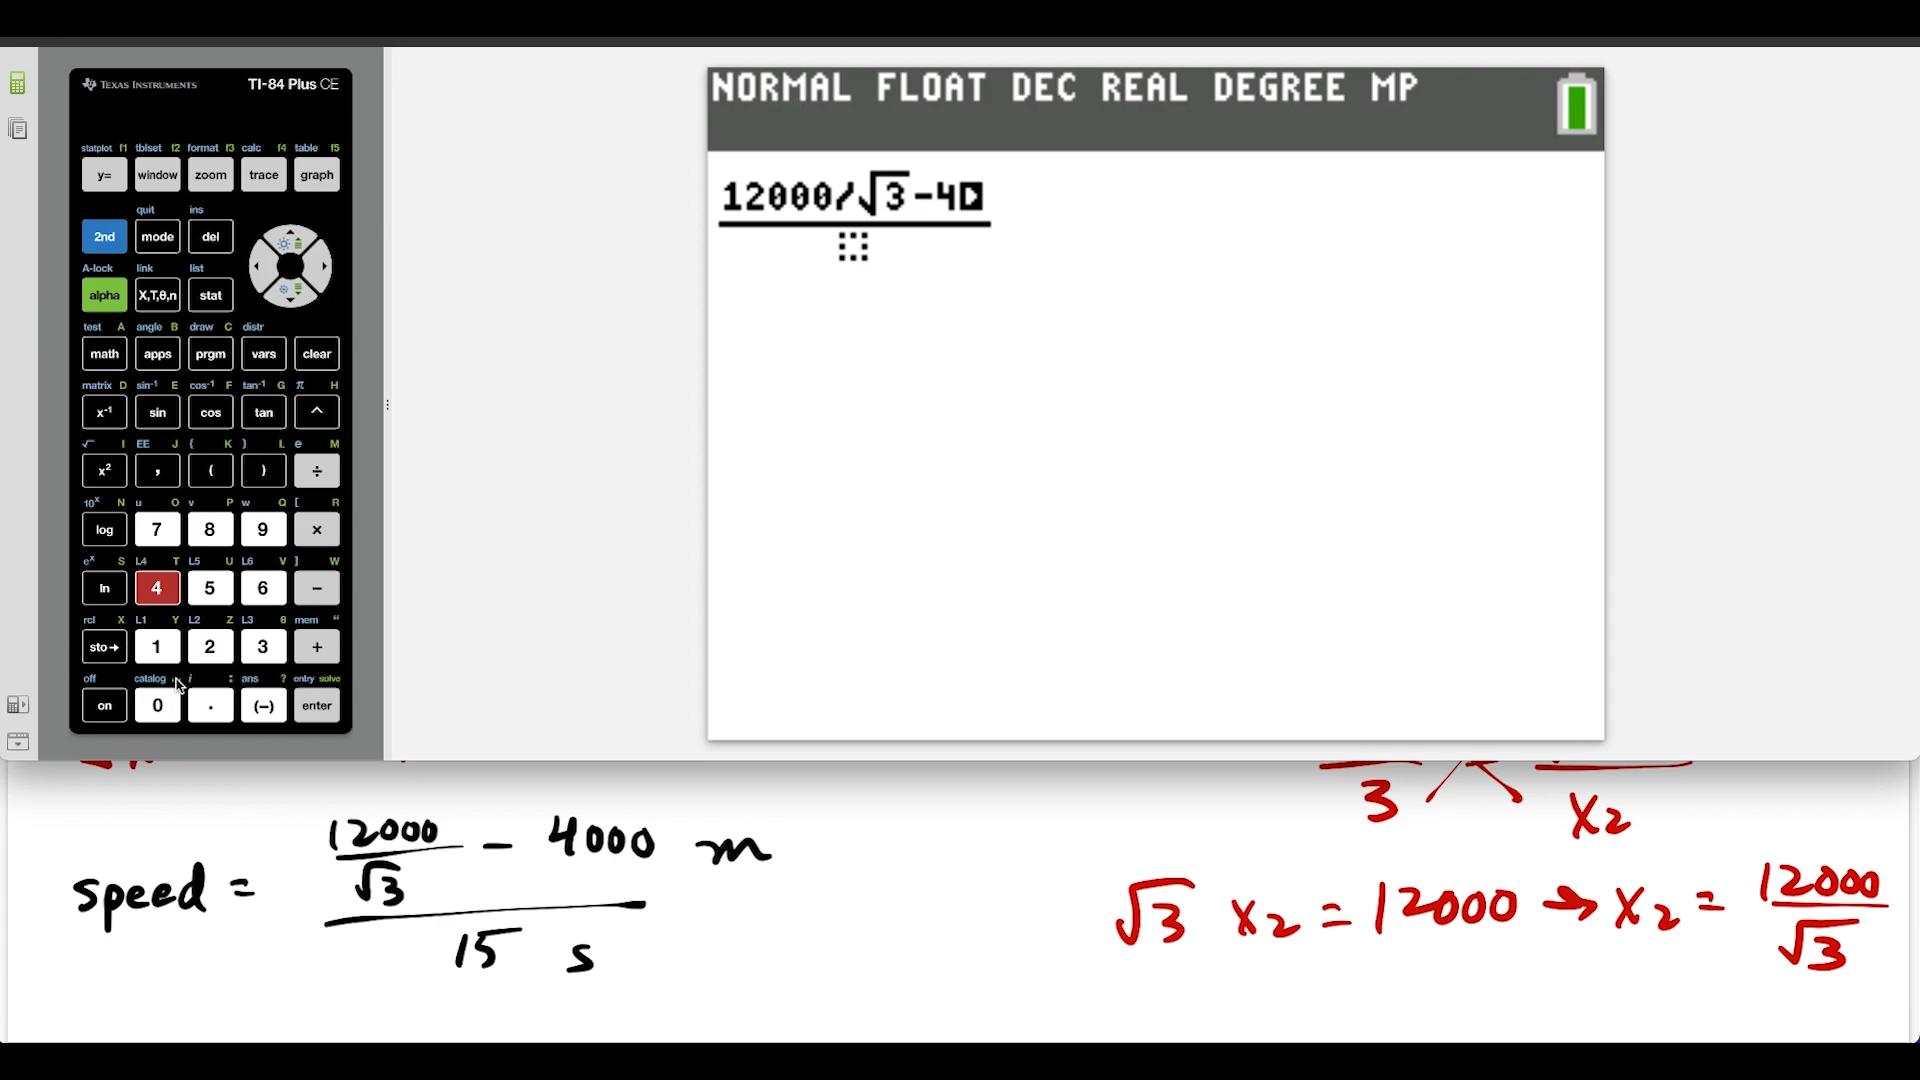 TEXAS INSTRUMENTS TI-84 Plus CE
statplot f1 tblset f2 format f3 calc f4 table f5
y= window zoom trace graph
quit ins
2nd mode del
A-lock link list
alpha X,T,θ,n stat
test A angle B draw C distr
math apps prgm vars clear
matrix D sin⁻¹ E cos⁻¹ F tan⁻¹ G π H
x⁻¹ sin cos tan ^
√ I EE J { K } L e M
x² , ( ) ÷
10ˣ N u O v P w Q [ R
log 7 8 9 ×
eˣ S L4 T L5 U L6 V ] W
ln 4 5 6 −
rcl X L1 Y L2 Z L3 θ mem "
sto→ 1 2 3 +
off catalog i : ans ? entry solve
on 0 . (−) enter
NORMAL FLOAT DEC REAL DEGREE MP
12000/√3-4
speed = 
12000
√3
− 4000 m
15 s
3
x₂
√3 x₂ = 12000 → x₂ = 
12000
√3